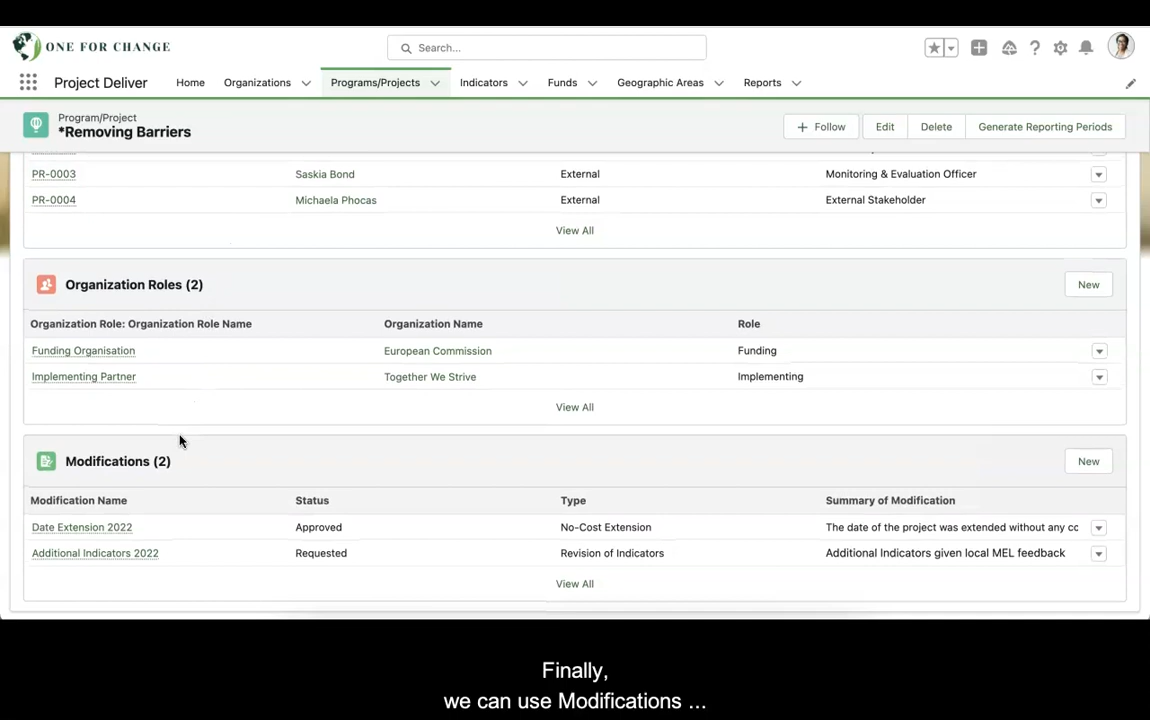 ONE FOR CHANGE
Search...
Project Deliver
Home
Organizations
Programs/Projects
Indicators
Funds
Geographic Areas
Reports
Program/Project
*Removing Barriers
Follow
Edit
Delete
Generate Reporting Periods
PR-0003 Saskia Bond External Monitoring & Evaluation Officer
PR-0004 Michaela Phocas External External Stakeholder
View All
Organization Roles (2)
New
Organization Role: Organization Role Name Organization Name Role
Funding Organisation European Commission Funding
Implementing Partner Together We Strive Implementing
View All
Modifications (2)
New
Modification Name Status Type Summary of Modification
Date Extension 2022 Approved No-Cost Extension The date of the project was extended without any cc
Additional Indicators 2022 Requested Revision of Indicators Additional Indicators given local MEL feedback
View All
Finally,
we can use Modifications ...